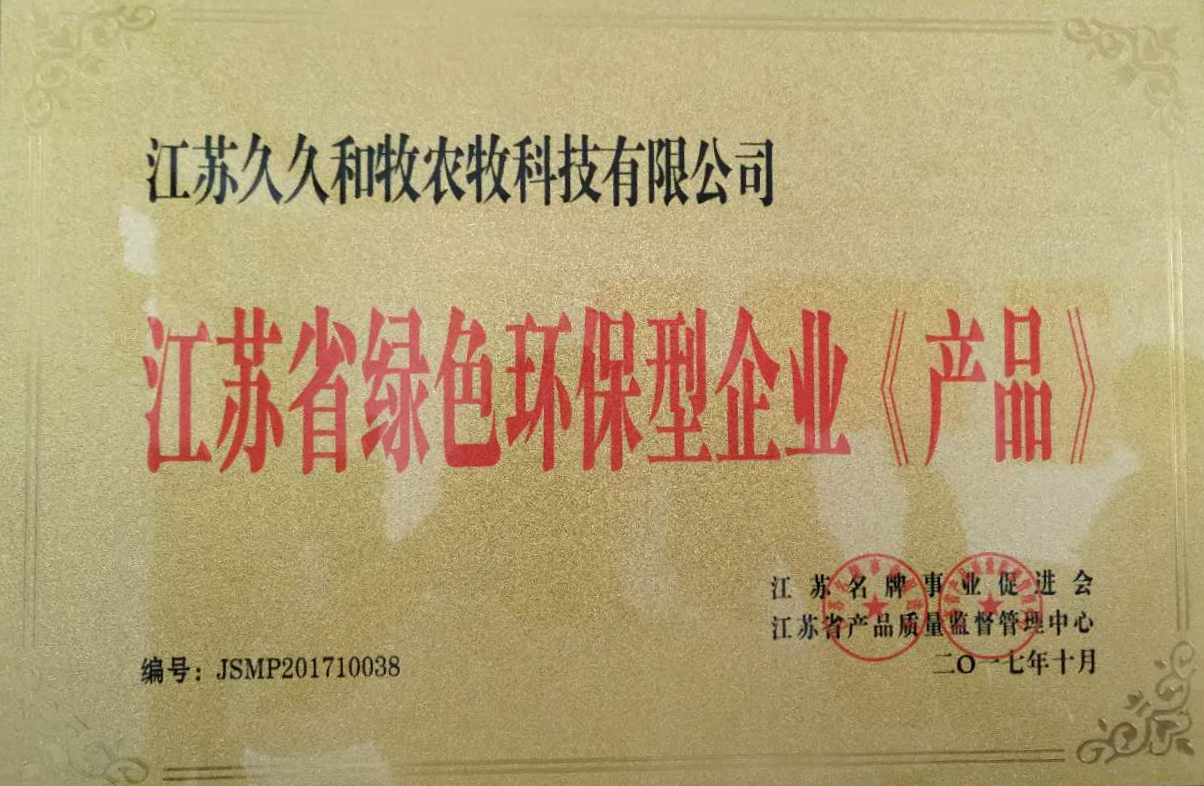 江苏久久和牧农牧科技有限公司
江苏省绿色环保型企业《产品》
江苏名牌事业促进会
江苏省产品质量监督管理中心
二〇一七年十月
编号：JSMP201710038